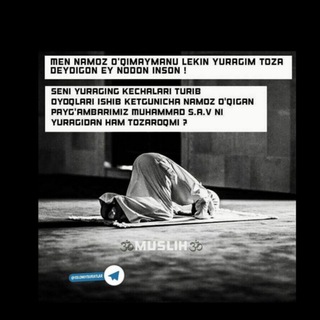 MEN NAMOZ O'QIMAYMANU LEKIN YURAGIM TOZA
DEYDIGON EY NODON INSON !
SENI YURAGING KECHALARI TURIB
OYOQLARI ISHIB KETGUNICHA NAMOZ O'QIGAN
PAYG'AMBARIMIZ MUHAMMAD S.A.V NI
YURAGIDAN HAM TOZAROQMI ?
ॐMUSLIHॐ